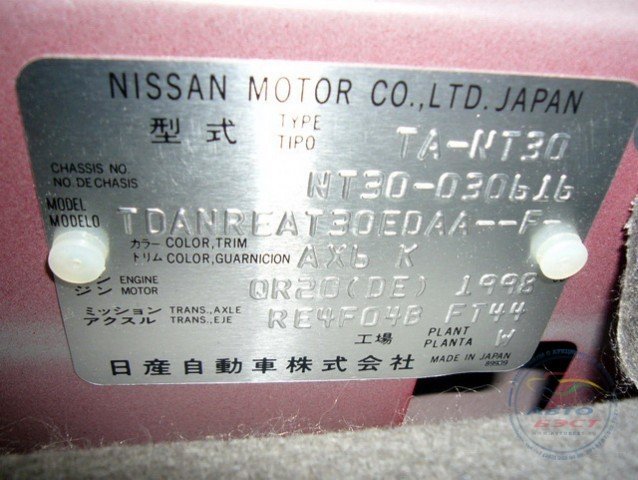 NISSAN MOTOR CO.,LTD. JAPAN
型式 TYPE TIPO TA-NT30
CHASSIS NO. NO. DE CHASIS NT30-030616
MODEL MODELO TDANREAT30EDAA--F-
カラー COLOR,TRIM
トリム COLOR,GUARNICION AX6 K
ジン ENGINE MOTOR QR20(DE) 1998
ミッション TRANS.,AXLE
アクスル TRANS.,EJE RE4F04B FT44
工場 PLANT PLANTA W
日産自動車株式会社 MADE IN JAPAN
89929
АВТО
БЭСТ